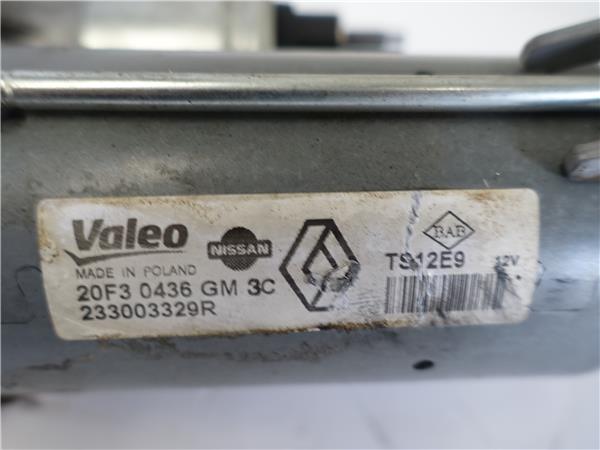 Valeo
NISSAN
BAB
MADE IN POLAND
TS12E9 12V
20F3 0436 GM 3C
233003329R